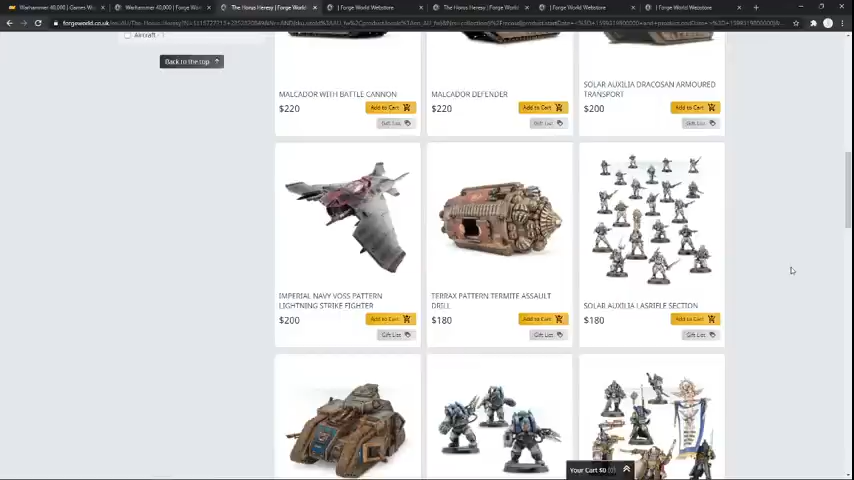 Warhammer 40,000 | Games W
Warhammer 40,000 | Forge W
The Horus Heresy | Forge World
| Forge World Webstore
The Horus Heresy | Forge World
| Forge World Webstore
| Forge World Webstore
forgeworld.co.uk
Aircraft
Back to the top
MALCADOR WITH BATTLE CANNON
$220
Add to Cart
Gift List
MALCADOR DEFENDER
$220
Add to Cart
Gift List
SOLAR AUXILIA DRACOSAN ARMOURED
TRANSPORT
$200
Add to Cart
Gift List
IMPERIAL NAVY VOSS PATTERN
LIGHTNING STRIKE FIGHTER
$200
Add to Cart
Gift List
TERRAX PATTERN TERMITE ASSAULT
DRILL
$180
Add to Cart
Gift List
SOLAR AUXILIA LASRIFLE SECTION
$180
Add to Cart
Gift List
Your Cart $0 (0)